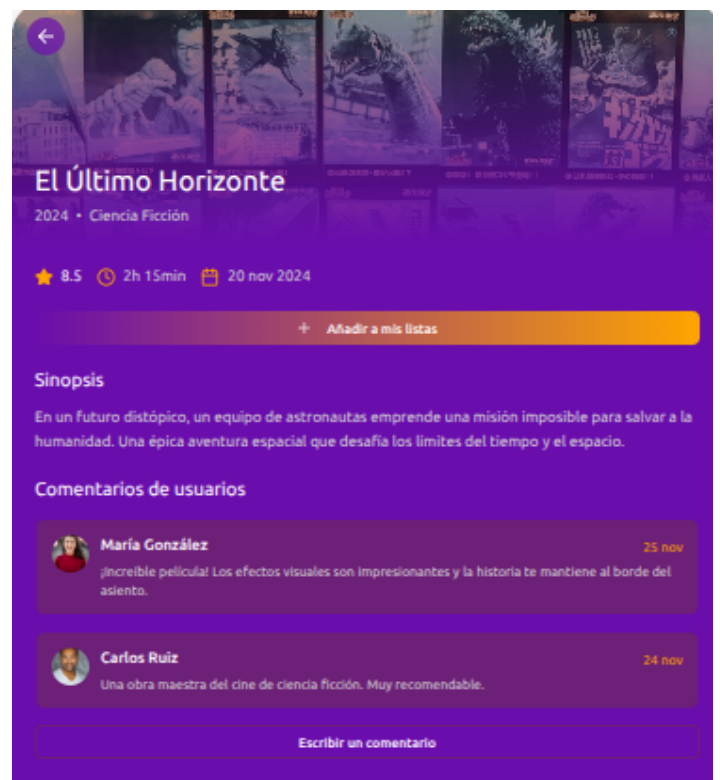 El Último Horizonte
2024 • Ciencia Ficción
8.5 2h 15min 20 nov 2024
+ Añadir a mis listas
Sinopsis
En un futuro distópico, un equipo de astronautas emprende una misión imposible para salvar a la
humanidad. Una épica aventura espacial que desafía los límites del tiempo y el espacio.
Comentarios de usuarios
María González
25 nov
¡Increíble película! Los efectos visuales son impresionantes y la historia te mantiene al borde del
asiento.
Carlos Ruiz
24 nov
Una obra maestra del cine de ciencia ficción. Muy recomendable.
Escribir un comentario